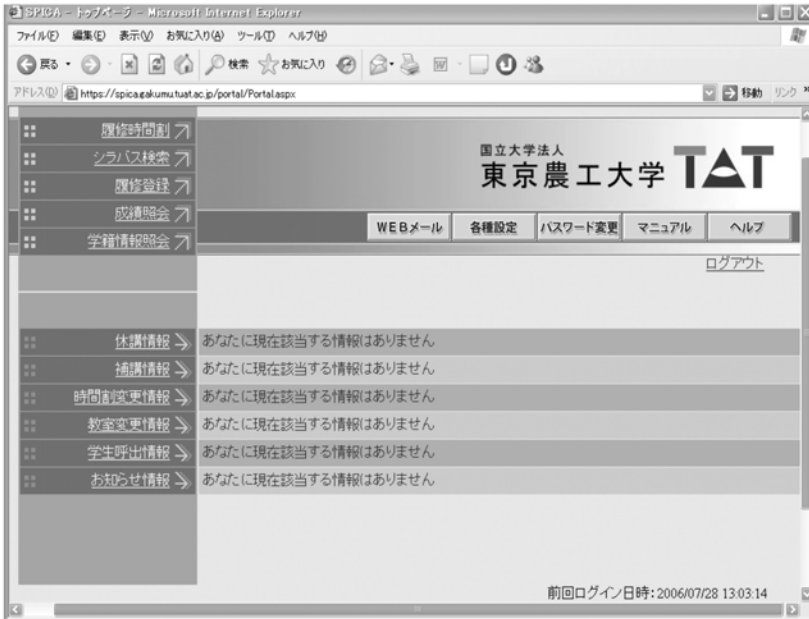 SPICA - トップページ - Microsoft Internet Explorer
ファイル(F) 編集(E) 表示(V) お気に入り(A) ツール(T) ヘルプ(H)
戻る 検索 お気に入り
アドレス(D) https://spica.gakumu.tuat.ac.jp/portal/Portal.aspx 移動 リンク
履修時間割
シラバス検索
履修登録
成績照会
学籍情報照会
国立大学法人
東京農工大学 TAT
WEBメール 各種設定 パスワード変更 マニュアル ヘルプ
ログアウト
休講情報 あなたに現在該当する情報はありません
補講情報 あなたに現在該当する情報はありません
時間割変更情報 あなたに現在該当する情報はありません
教室変更情報 あなたに現在該当する情報はありません
学生呼出情報 あなたに現在該当する情報はありません
お知らせ情報 あなたに現在該当する情報はありません
前回ログイン日時：2006/07/28 13:03:14